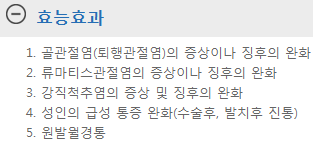 효능효과
1. 골관절염(퇴행관절염)의 증상이나 징후의 완화
2. 류마티스관절염의 증상이나 징후의 완화
3. 강직척추염의 증상 및 징후의 완화
4. 성인의 급성 통증 완화(수술후, 발치후 진통)
5. 원발월경통